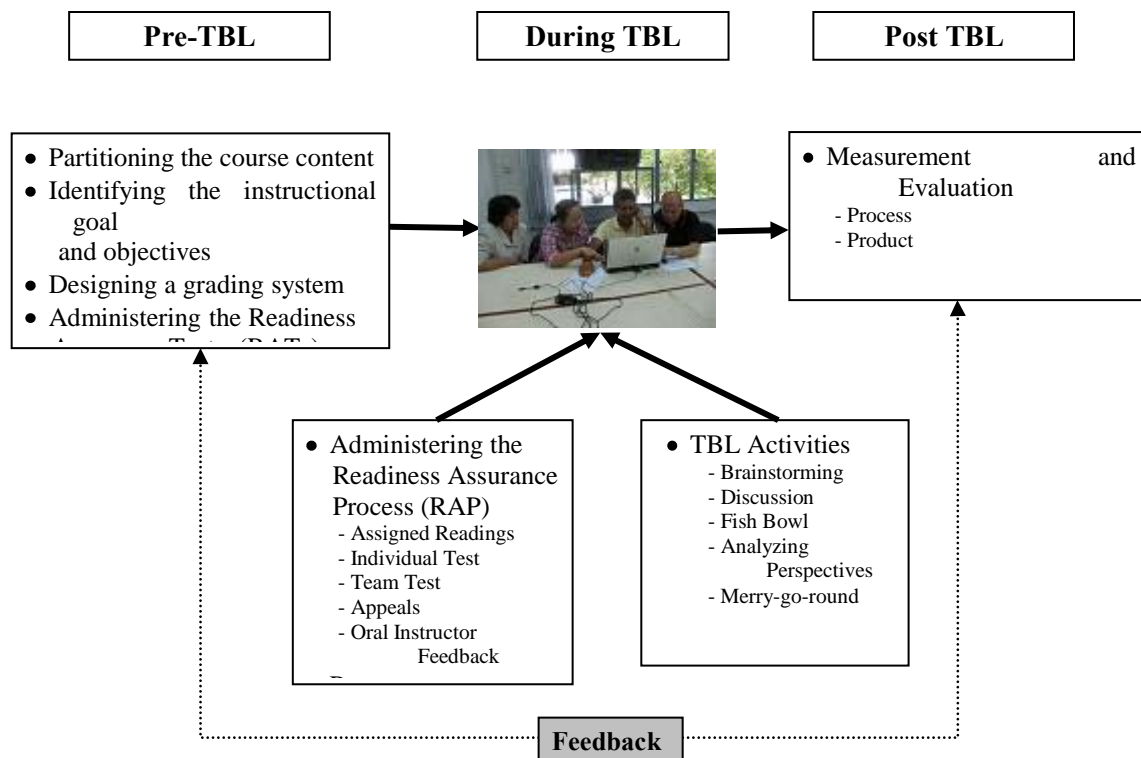 Pre-TBL
During TBL
Post TBL
● Partitioning the course content
● Identifying the instructional
goal
and objectives
● Designing a grading system
● Administering the Readiness
● Measurement and
Evaluation
- Process
- Product
● Administering the
Readiness Assurance
Process (RAP)
- Assigned Readings
- Individual Test
- Team Test
- Appeals
- Oral Instructor
Feedback
● TBL Activities
- Brainstorming
- Discussion
- Fish Bowl
- Analyzing
Perspectives
- Merry-go-round
Feedback